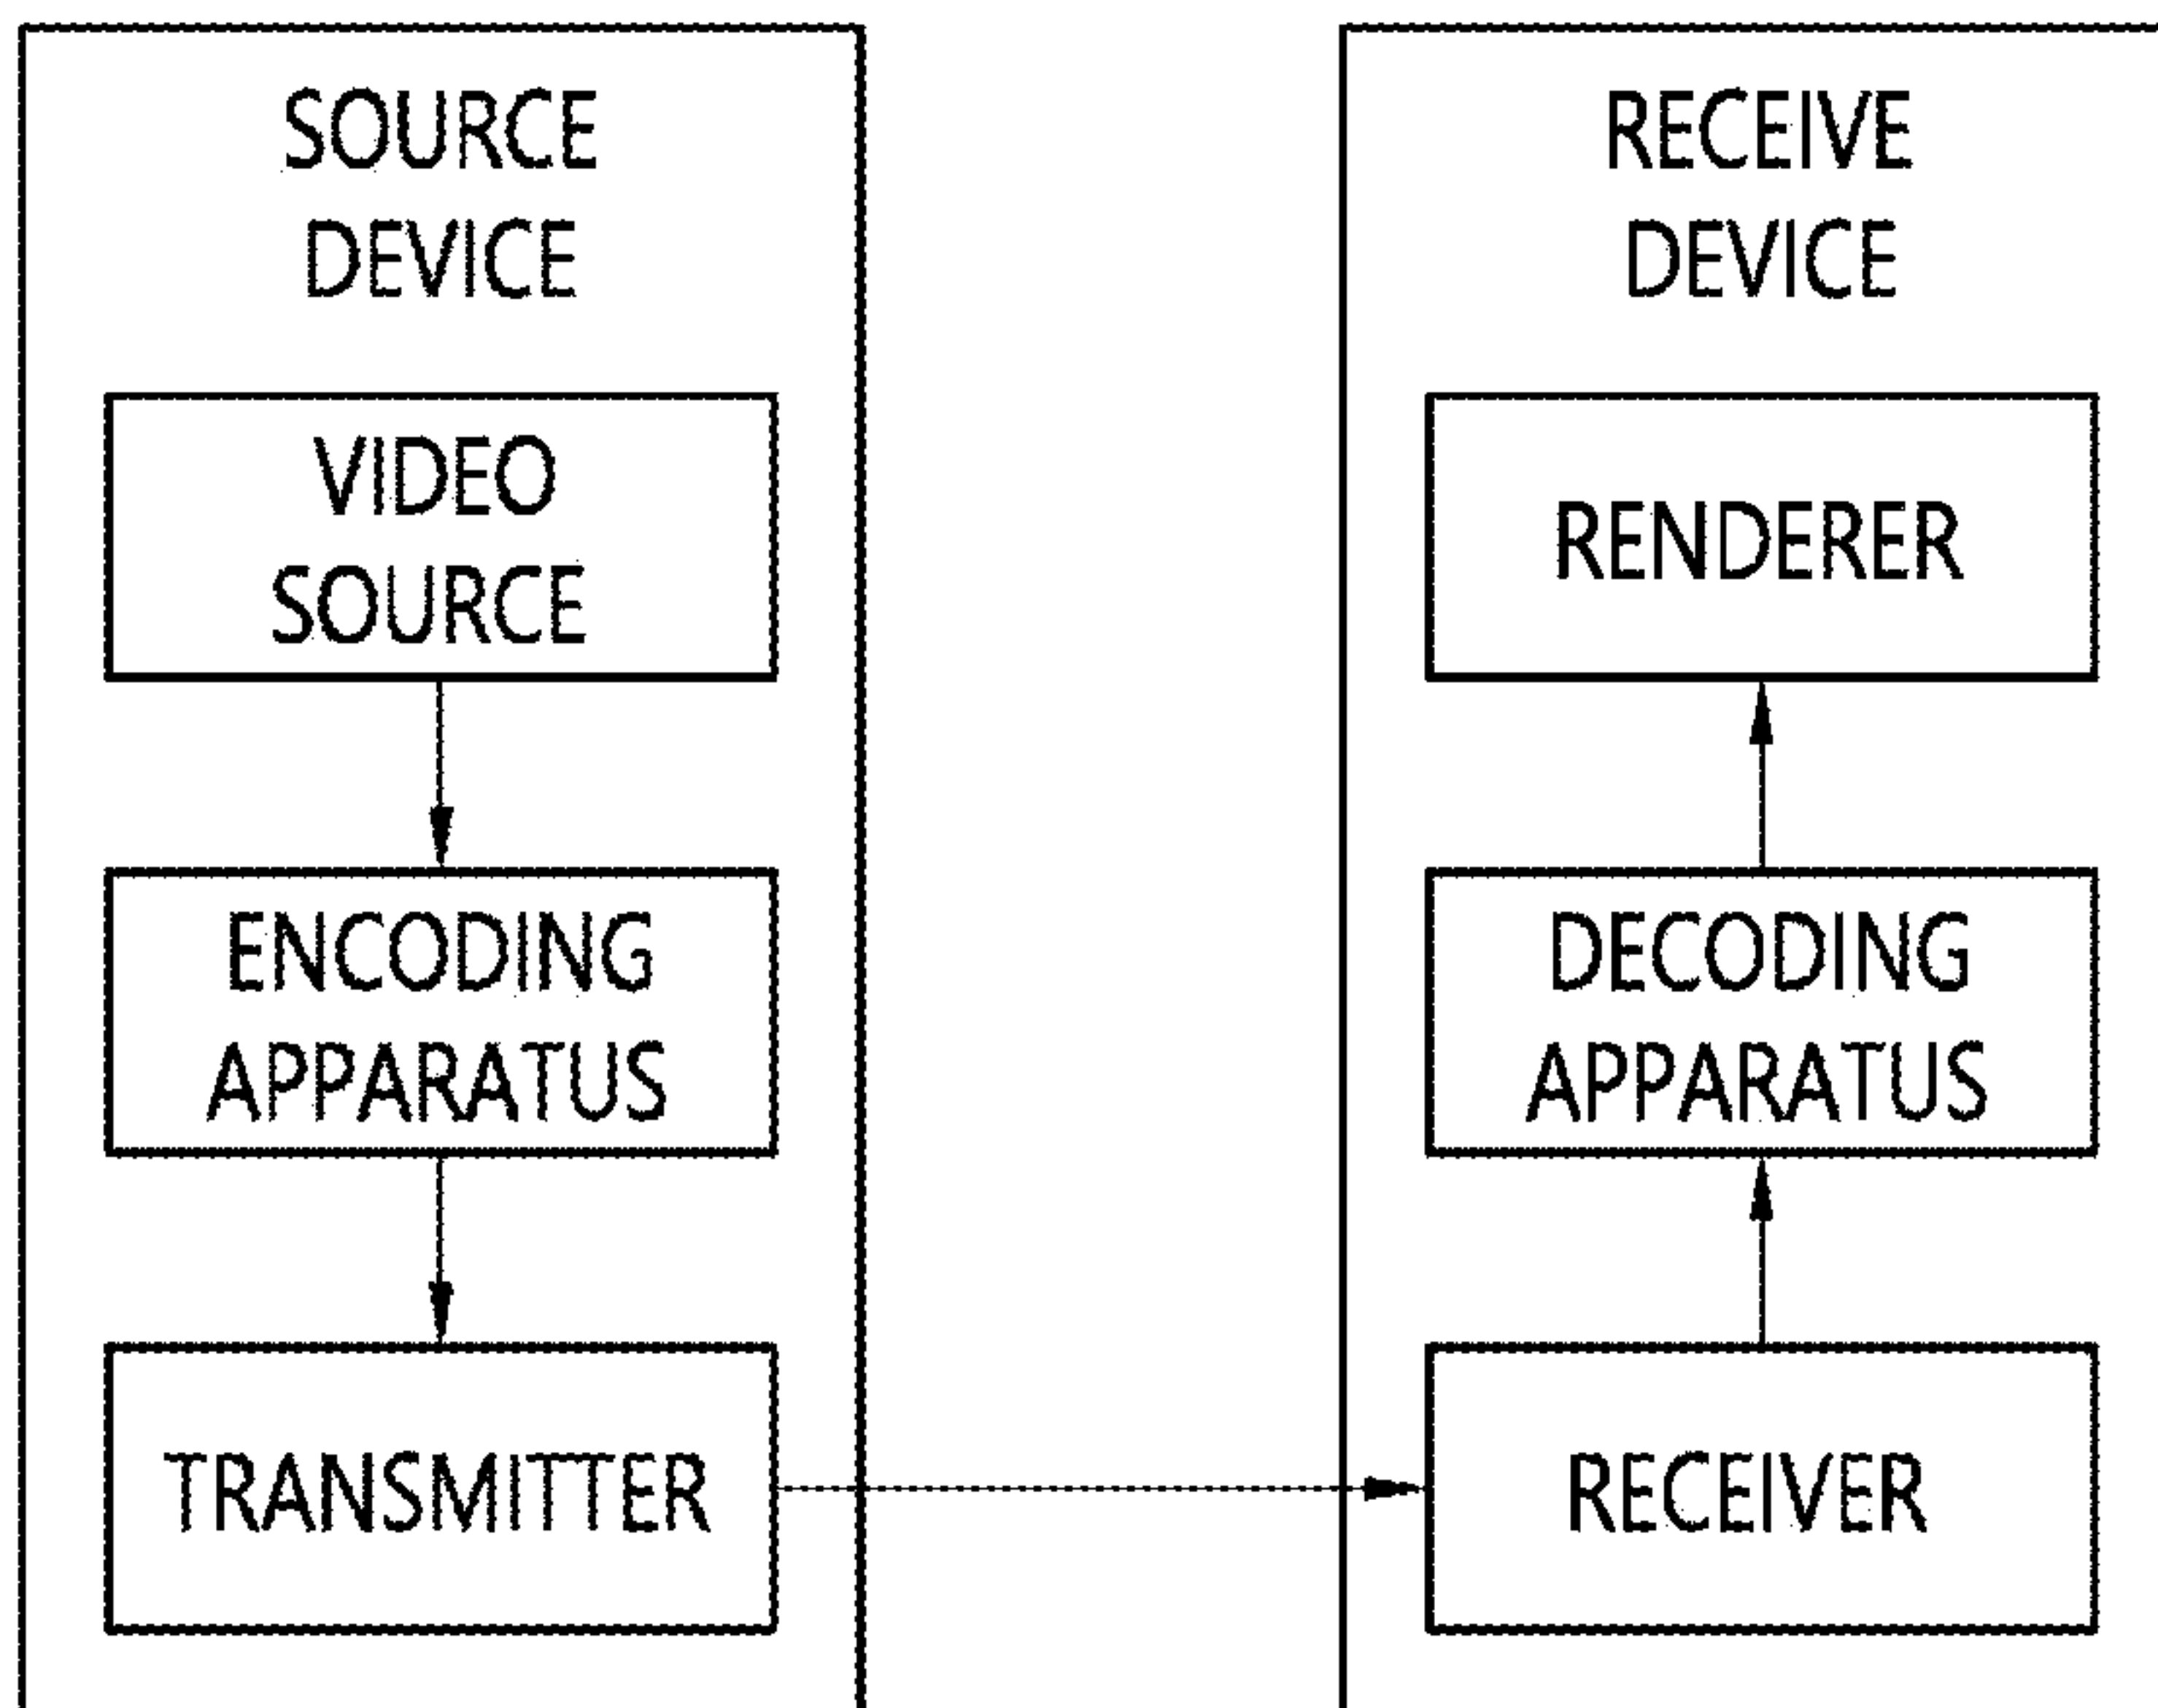 SOURCE
DEVICE
VIDEO
SOURCE
ENCODING
APPARATUS
TRANSMITTER
RECEIVE
DEVICE
RENDERER
DECODING
APPARATUS
RECEIVER